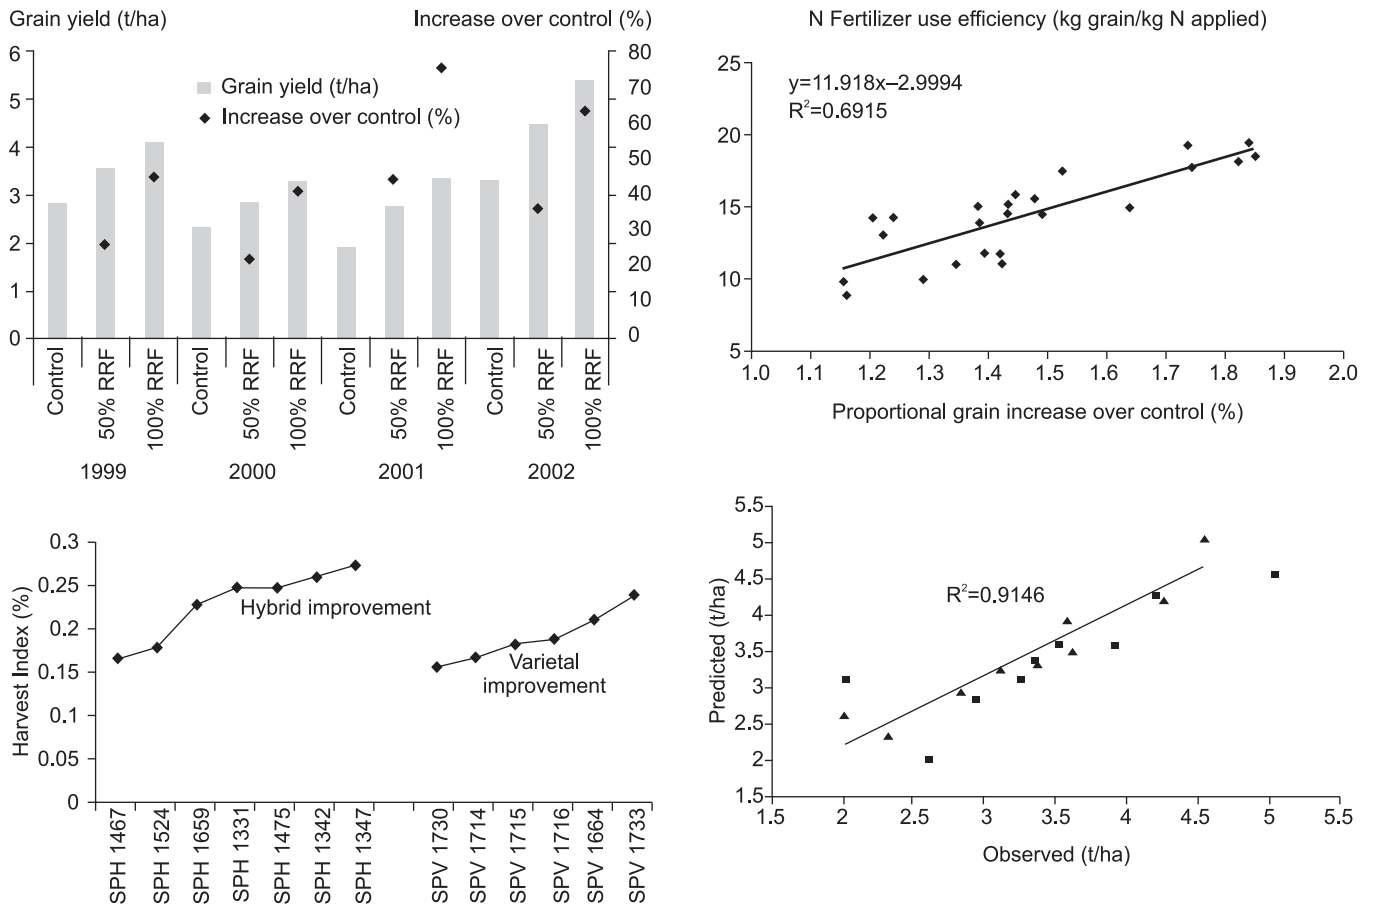 Grain yield (t/ha)
Increase over control (%)
6
5
4
3
2
1
0
80
70
60
50
40
30
20
10
0
Grain yield (t/ha)
Increase over control (%)
Control
50% RRF
100% RRF
Control
50% RRF
100% RRF
Control
50% RRF
100% RRF
Control
50% RRF
100% RRF
1999
2000
2001
2002
N Fertilizer use efficiency (kg grain/kg N applied)
25
20
15
10
5
y=11.918x–2.9994
R²=0.6915
1.0
1.1
1.2
1.3
1.4
1.5
1.6
1.7
1.8
1.9
2.0
Proportional grain increase over control (%)
Harvest Index (%)
0.3
0.25
0.2
0.15
0.1
0.05
0
Hybrid improvement
Varietal
improvement
SPH 1467
SPH 1524
SPH 1659
SPH 1331
SPH 1475
SPH 1342
SPH 1347
SPV 1730
SPV 1714
SPV 1715
SPV 1716
SPV 1664
SPV 1733
Predicted (t/ha)
5.5
5
4.5
4
3.5
3
2.5
2
1.5
R²=0.9146
1.5
2
2.5
3
3.5
4
4.5
5
5.5
Observed (t/ha)